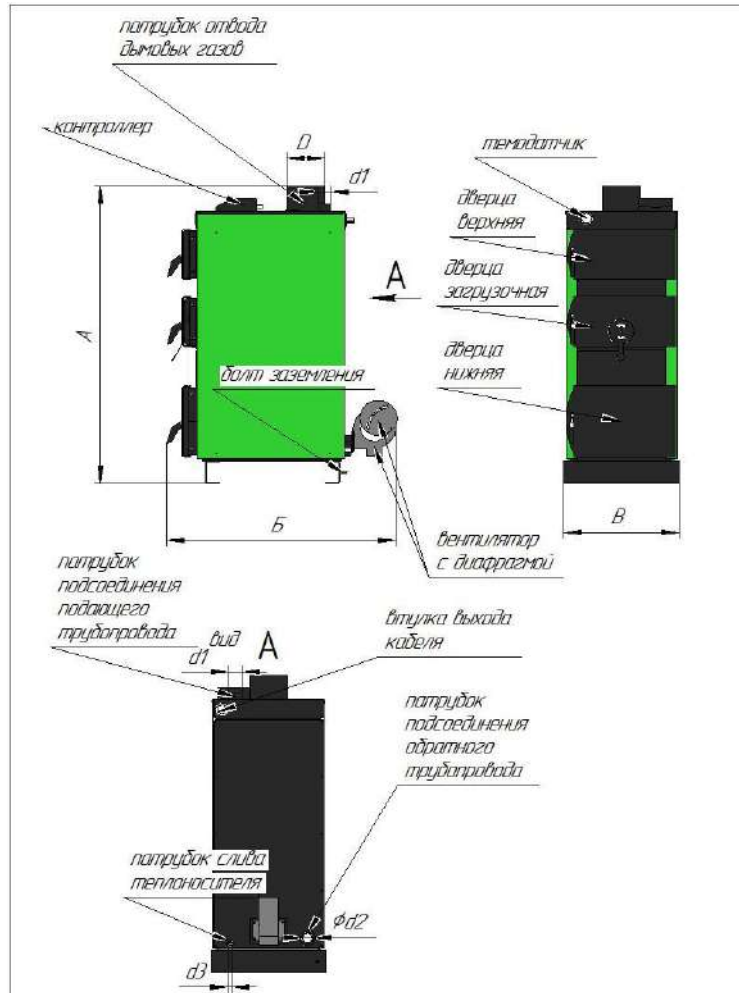 патрубок отвода
дымовых газов
контроллер
D
d1
А
А
болт заземления
Б
вентилятор
с диафрагмой
темодатчик
дверца
верхняя
дверца
загрузочная
дверца
нижняя
В
патрубок
подсоединения
подающего
трубопровода
вид А
d1
втулка выхода
кабеля
патрубок
подсоединения
обратного
трубопровода
патрубок слива
теплоносителя
ϕd2
d3